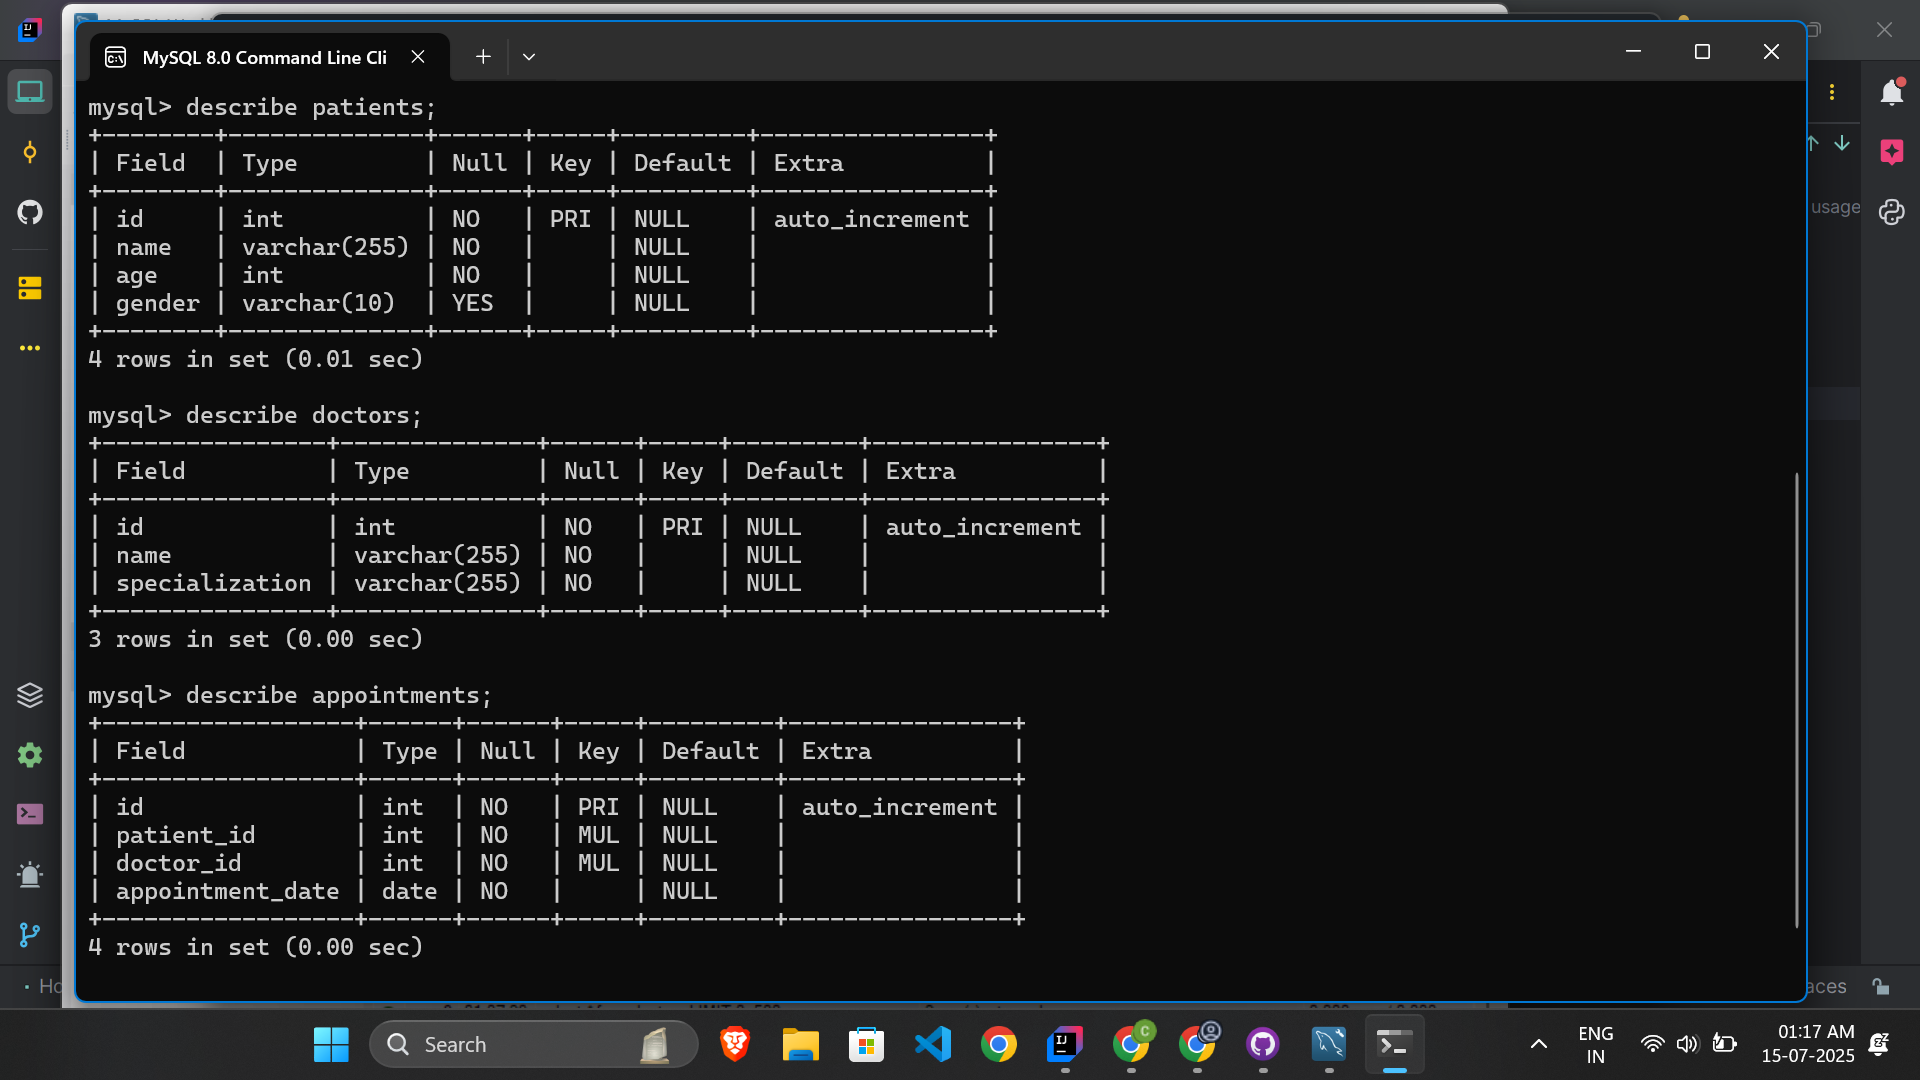 MySQL 8.0 Command Line Cli
mysql> describe patients;
+--------+--------------+------+-----+---------+----------------+
| Field  | Type         | Null | Key | Default | Extra          |
+--------+--------------+------+-----+---------+----------------+
| id     | int          | NO   | PRI | NULL    | auto_increment |
| name   | varchar(255) | NO   |     | NULL    |                |
| age    | int          | NO   |     | NULL    |                |
| gender | varchar(10)  | YES  |     | NULL    |                |
+--------+--------------+------+-----+---------+----------------+
4 rows in set (0.01 sec)
mysql> describe doctors;
+----------------+--------------+------+-----+---------+----------------+
| Field          | Type         | Null | Key | Default | Extra          |
+----------------+--------------+------+-----+---------+----------------+
| id             | int          | NO   | PRI | NULL    | auto_increment |
| name           | varchar(255) | NO   |     | NULL    |                |
| specialization | varchar(255) | NO   |     | NULL    |                |
+----------------+--------------+------+-----+---------+----------------+
3 rows in set (0.00 sec)
mysql> describe appointments;
+------------------+------+------+-----+---------+----------------+
| Field            | Type | Null | Key | Default | Extra          |
+------------------+------+------+-----+---------+----------------+
| id               | int  | NO   | PRI | NULL    | auto_increment |
| patient_id       | int  | NO   | MUL | NULL    |                |
| doctor_id        | int  | NO   | MUL | NULL    |                |
| appointment_date | date | NO   |     | NULL    |                |
+------------------+------+------+-----+---------+----------------+
4 rows in set (0.00 sec)
usage
Search
ENG
IN
01:17 AM
15-07-2025